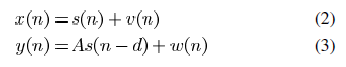 x(n) = s(n) + v(n) (2)
y(n) = As(n − d) + w(n) (3)